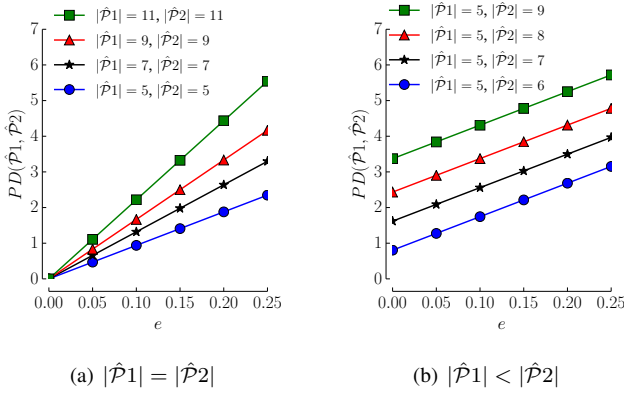 |P̂1| = 11, |P̂2| = 11
|P̂1| = 9, |P̂2| = 9
|P̂1| = 7, |P̂2| = 7
|P̂1| = 5, |P̂2| = 5
PD(P̂1, P̂2)
7
6
5
4
3
2
1
0
0.00 0.05 0.10 0.15 0.20 0.25
e
(a) |P̂1| = |P̂2|
|P̂1| = 5, |P̂2| = 9
|P̂1| = 5, |P̂2| = 8
|P̂1| = 5, |P̂2| = 7
|P̂1| = 5, |P̂2| = 6
PD(P̂1, P̂2)
7
6
5
4
3
2
1
0
0.00 0.05 0.10 0.15 0.20 0.25
e
(b) |P̂1| < |P̂2|